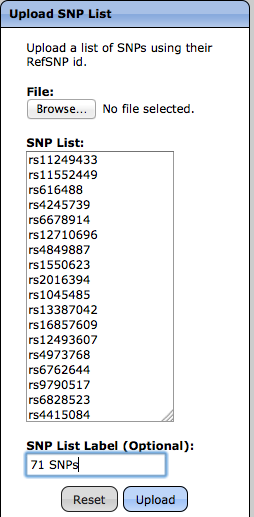 Upload SNP List
Upload a list of SNPs using their
RefSNP id.
File:
Browse... No file selected.
SNP List:
rs11249433
rs11552449
rs616488
rs4245739
rs6678914
rs12710696
rs4849887
rs1550623
rs2016394
rs1045485
rs13387042
rs16857609
rs12493607
rs4973768
rs6762644
rs9790517
rs6828523
rs4415084
SNP List Label (Optional):
71 SNPs
Reset Upload